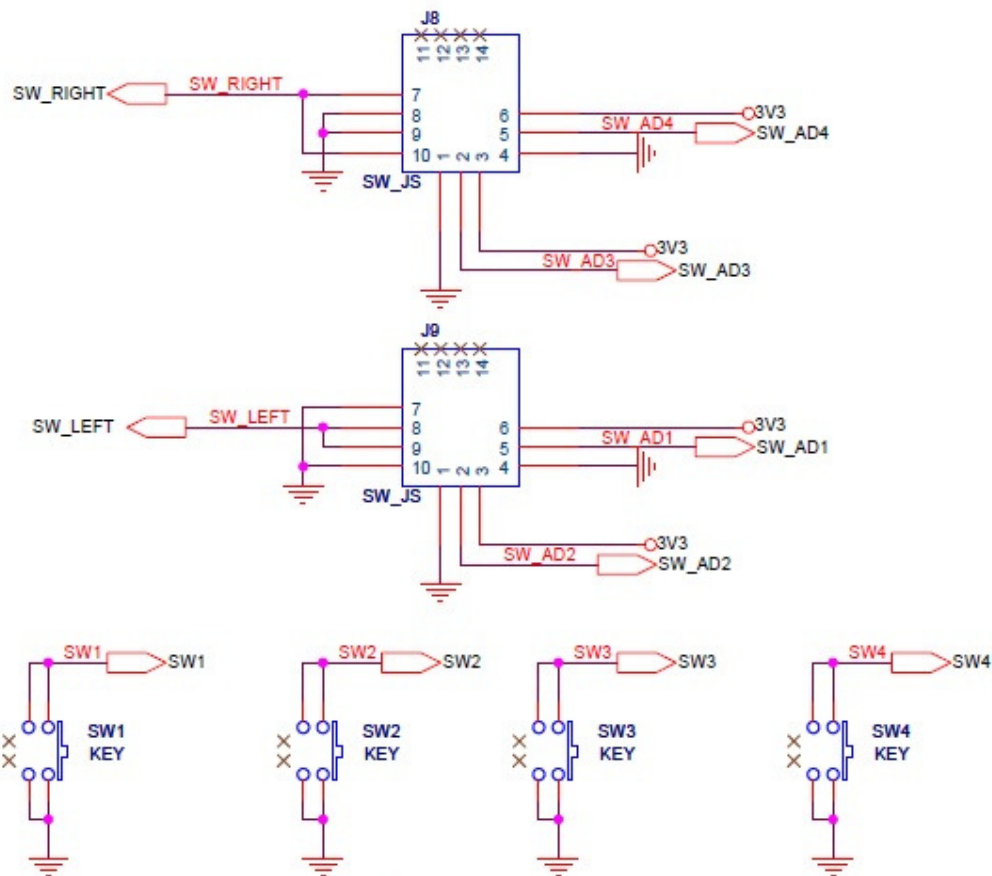 J8
11 12 13 14
SW_RIGHT SW_RIGHT 7
8 6 3V3
9 5 SW_AD4 SW_AD4
10 1 2 3 4
SW_JS
3V3
SW_AD3 SW_AD3
J9
11 12 13 14
7
SW_LEFT SW_LEFT 8 6 3V3
9 5 SW_AD1 SW_AD1
10 1 2 3 4
SW_JS
3V3
SW_AD2 SW_AD2
SW1 SW1 SW2 SW2 SW3 SW3 SW4 SW4
SW1 SW2 SW3 SW4
KEY KEY KEY KEY